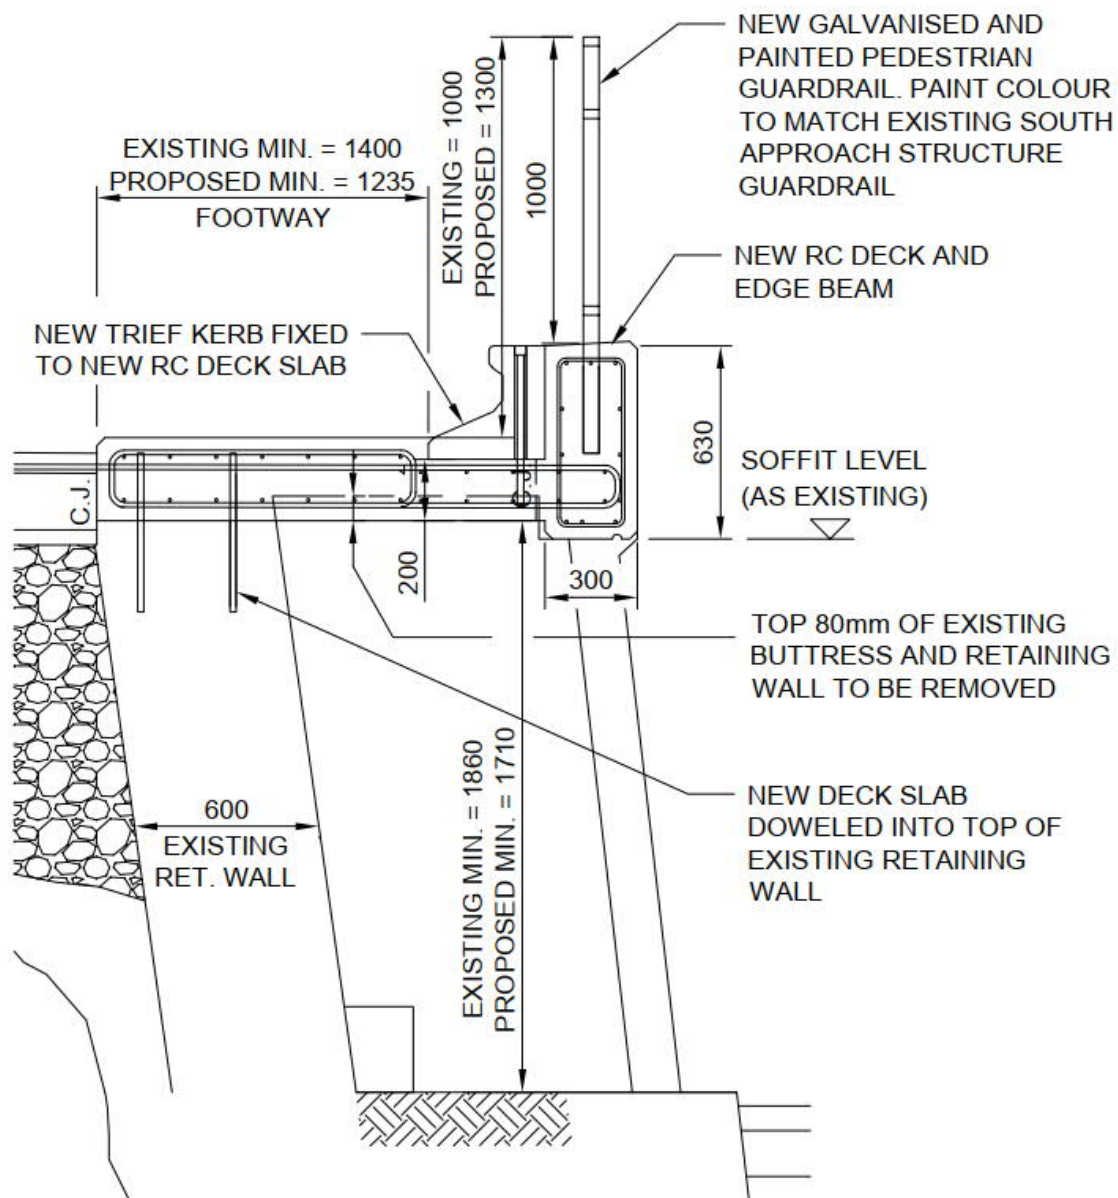 NEW GALVANISED AND
PAINTED PEDESTRIAN
GUARDRAIL. PAINT COLOUR
TO MATCH EXISTING SOUTH
APPROACH STRUCTURE
GUARDRAIL
EXISTING = 1000
PROPOSED = 1300
1000
EXISTING MIN. = 1400
PROPOSED MIN. = 1235
FOOTWAY
NEW RC DECK AND
EDGE BEAM
NEW TRIEF KERB FIXED
TO NEW RC DECK SLAB
630
SOFFIT LEVEL
(AS EXISTING)
C.J.
200
300
TOP 80mm OF EXISTING
BUTTRESS AND RETAINING
WALL TO BE REMOVED
EXISTING MIN. = 1860
PROPOSED MIN. = 1710
600
EXISTING
RET. WALL
NEW DECK SLAB
DOWELED INTO TOP OF
EXISTING RETAINING
WALL